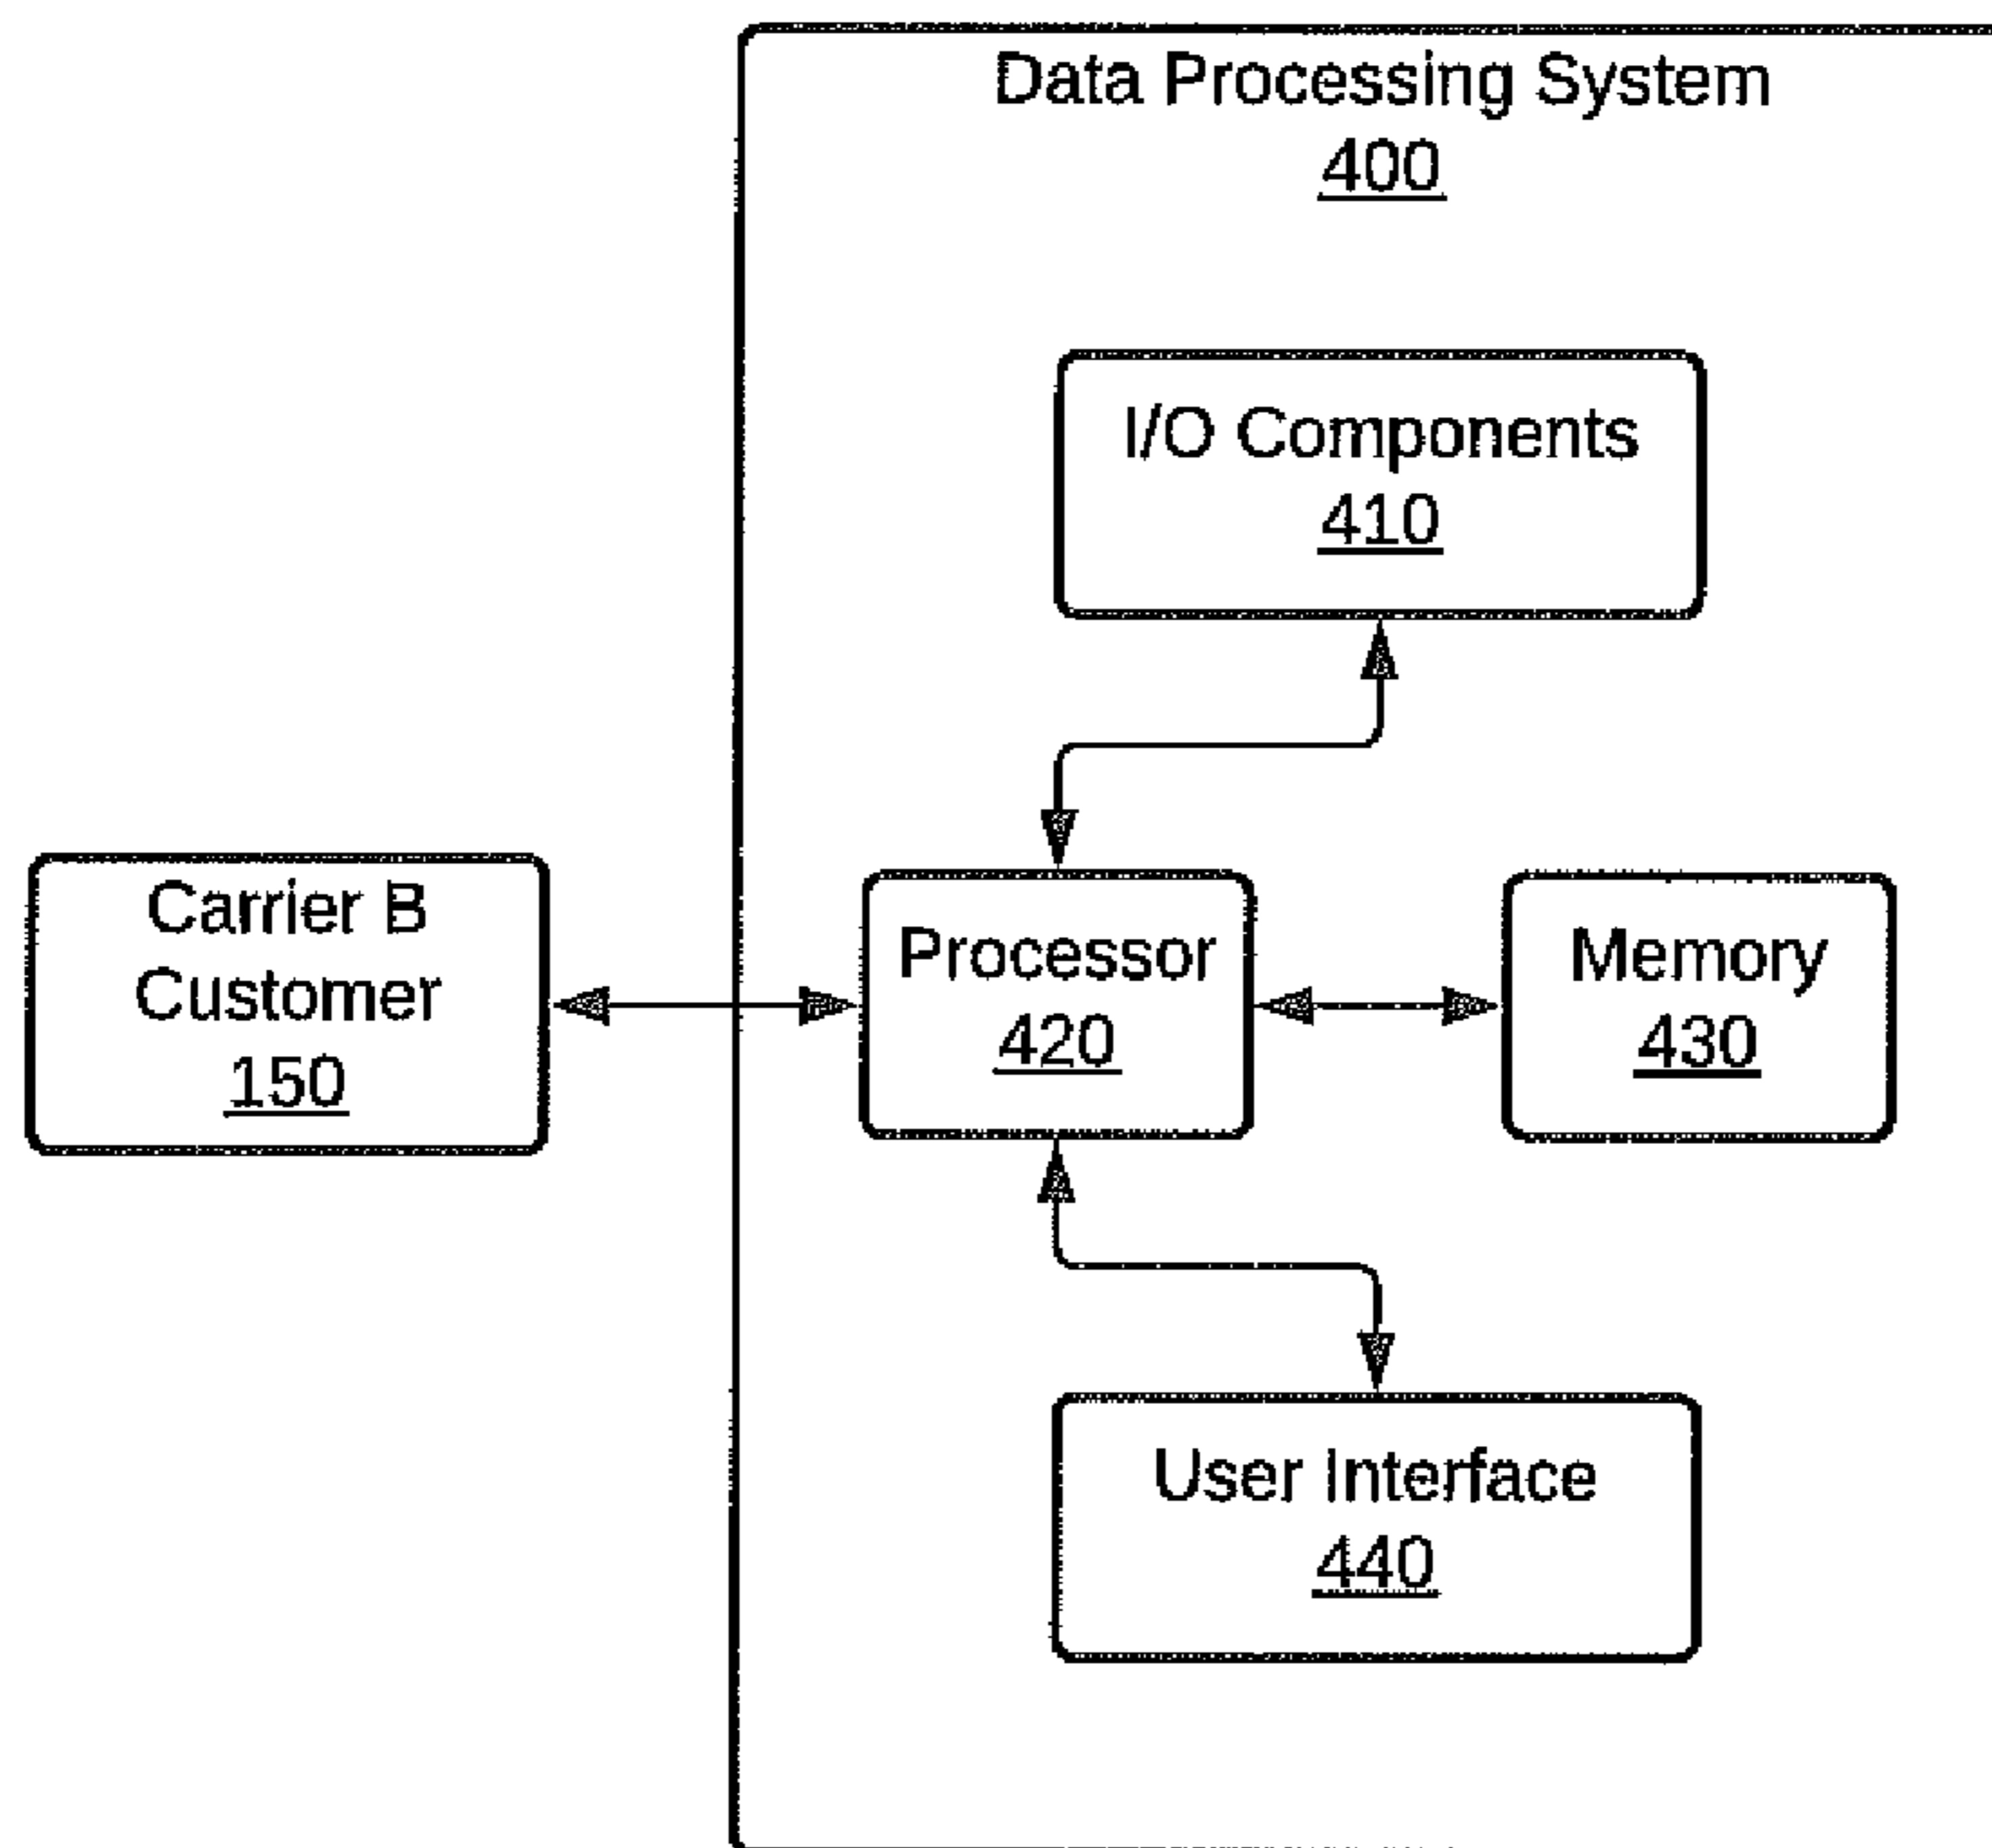 Data Processing System
400
I/O Components
410
Carrier B
Customer
150
Processor
420
Memory
430
User Interface
440